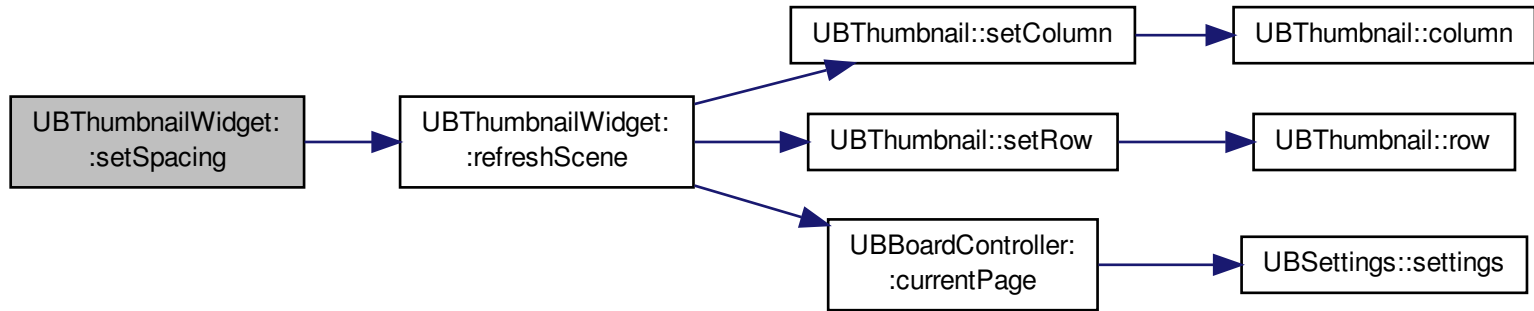 UBThumbnailWidget:
:setSpacing
UBThumbnailWidget:
:refreshScene
UBThumbnail::setColumn
UBThumbnail::column
UBThumbnail::setRow
UBThumbnail::row
UBBoardController:
:currentPage
UBSettings::settings